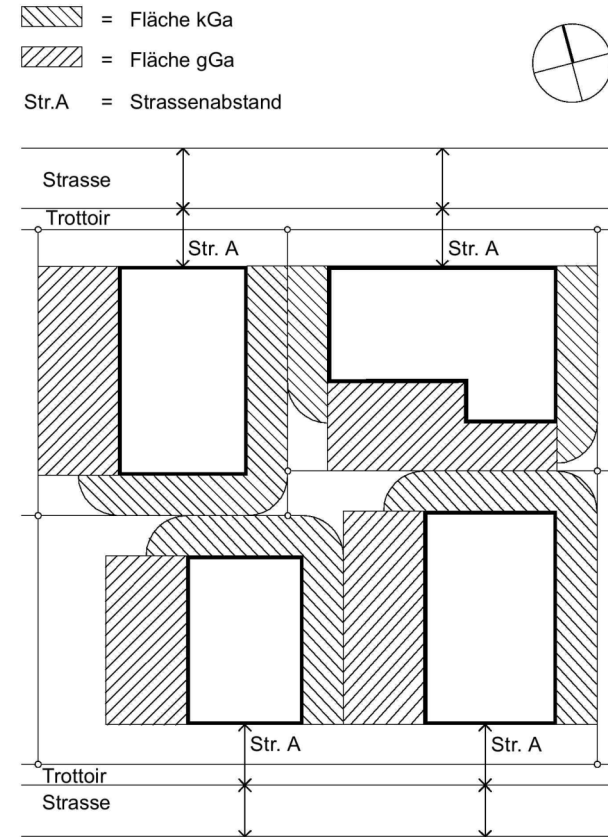 = Fläche kGa
= Fläche gGa
Str.A = Strassenabstand
Strasse
Trottoir
Str. A
Str. A
Str. A
Str. A
Trottoir
Strasse